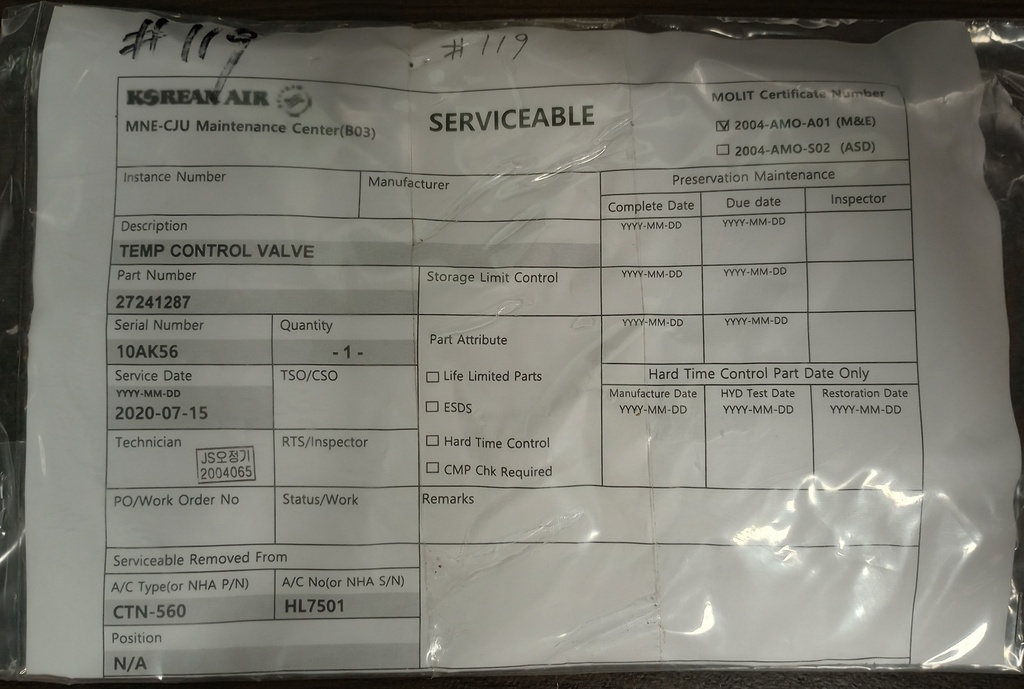 #119
#119
KOREAN AIR
MNE-CJU Maintenance Center(B03)
SERVICEABLE
MOLIT Certificate Number
☑ 2004-AMO-A01 (M&E)
☐ 2004-AMO-S02 (ASD)
Instance Number
Manufacturer
Preservation Maintenance
Complete Date
Due date
Inspector
YYYY-MM-DD
YYYY-MM-DD
Description
TEMP CONTROL VALVE
Part Number
27241287
Storage Limit Control
YYYY-MM-DD
YYYY-MM-DD
Serial Number
10AK56
Quantity
-1-
Part Attribute
☐ Life Limited Parts
☐ ESDS
☐ Hard Time Control
☐ CMP Chk Required
YYYY-MM-DD
YYYY-MM-DD
Hard Time Control Part Date Only
Manufacture Date
YYYY-MM-DD
HYD Test Date
YYYY-MM-DD
Restoration Date
YYYY-MM-DD
Service Date
YYYY-MM-DD
2020-07-15
TSO/CSO
Technician
JS오정기
2004065
RTS/Inspector
PO/Work Order No
Status/Work
Remarks
Serviceable Removed From
A/C Type(or NHA P/N)
CTN-560
A/C No(or NHA S/N)
HL7501
Position
N/A